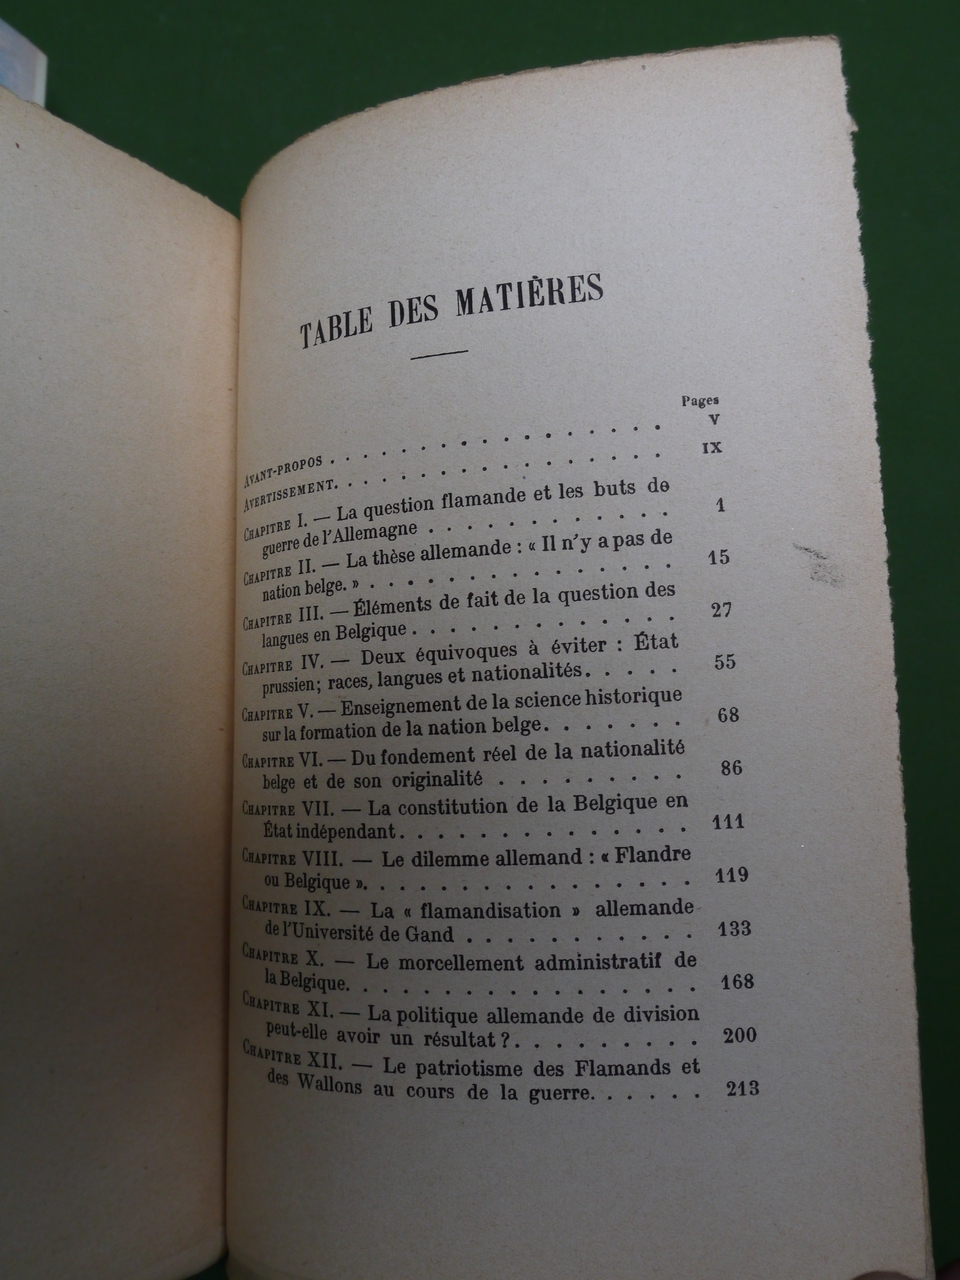 TABLE DES MATIÈRES
Pages
AVANT-PROPOS . . . . . . . . . . . . . . . . V
AVERTISSEMENT. . . . . . . . . . . . . . . . IX
CHAPITRE I. — La question flamande et les buts de
guerre de l'Allemagne . . . . . . . . . . . . 1
CHAPITRE II. — La thèse allemande : « Il n'y a pas de
nation belge. » . . . . . . . . . . . . . . . 15
CHAPITRE III. — Éléments de fait de la question des
langues en Belgique . . . . . . . . . . . . . 27
CHAPITRE IV. — Deux équivoques à éviter : État
prussien; races, langues et nationalités. . . . . 55
CHAPITRE V. — Enseignement de la science historique
sur la formation de la nation belge. . . . . . . 68
CHAPITRE VI. — Du fondement réel de la nationalité
belge et de son originalité . . . . . . . . . 86
CHAPITRE VII. — La constitution de la Belgique en
État indépendant. . . . . . . . . . . . . . 111
CHAPITRE VIII. — Le dilemme allemand : « Flandre
ou Belgique ». . . . . . . . . . . . . . . . 119
CHAPITRE IX. — La « flamandisation » allemande
de l'Université de Gand . . . . . . . . . . . 133
CHAPITRE X. — Le morcellement administratif de
la Belgique. . . . . . . . . . . . . . . . . 168
CHAPITRE XI. — La politique allemande de division
peut-elle avoir un résultat ? . . . . . . . . . 200
CHAPITRE XII. — Le patriotisme des Flamands et
des Wallons au cours de la guerre. . . . . . 213